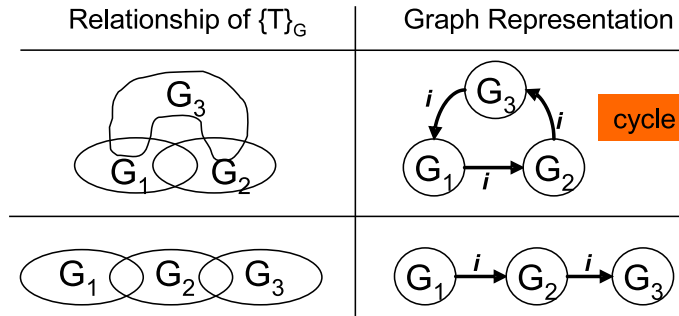 Relationship of {T}G Graph Representation
G3
G1 G2
i G3 i
cycle
G1 i G2
G1 G2 G3
G1 i G2 i G3